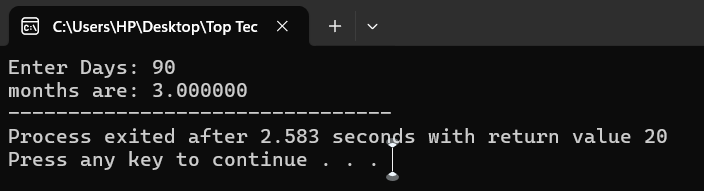 C:\Users\HP\Desktop\Top Tec
Enter Days: 90
months are: 3.000000
--------------------------------
Process exited after 2.583 seconds with return value 20
Press any key to continue . . .